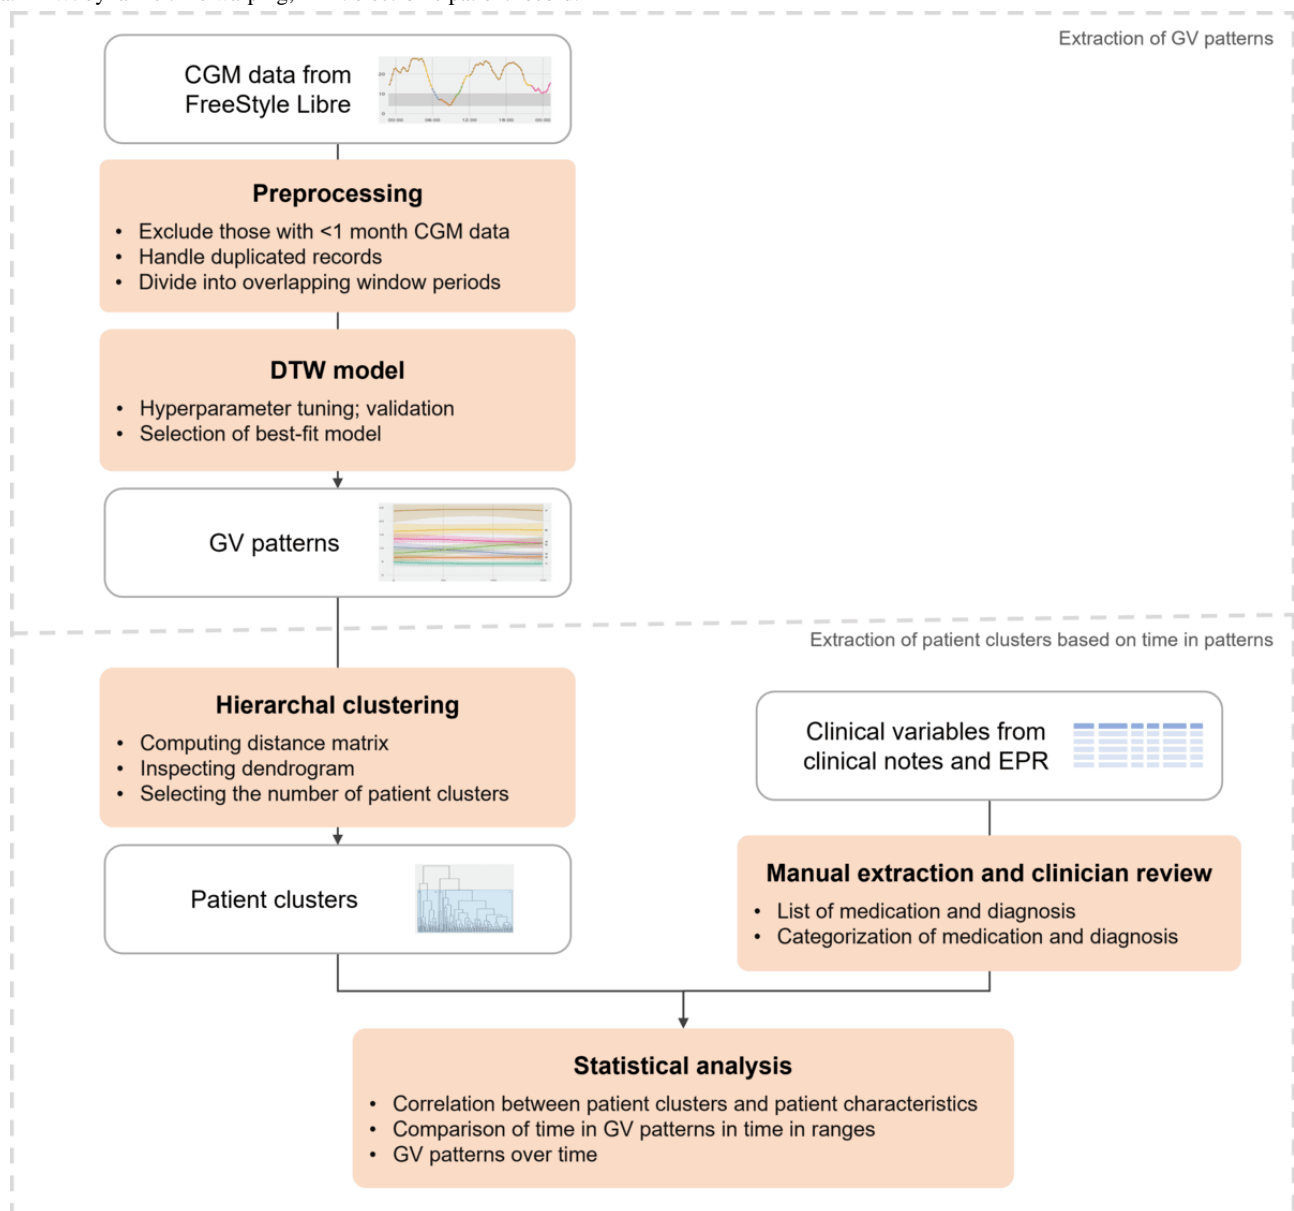 Extraction of GV patterns
CGM data from
FreeStyle Libre
Preprocessing
• Exclude those with <1 month CGM data
• Handle duplicated records
• Divide into overlapping window periods
DTW model
• Hyperparameter tuning; validation
• Selection of best-fit model
GV patterns
Extraction of patient clusters based on time in patterns
Hierarchal clustering
• Computing distance matrix
• Inspecting dendrogram
• Selecting the number of patient clusters
Clinical variables from
clinical notes and EPR
Patient clusters
Manual extraction and clinician review
• List of medication and diagnosis
• Categorization of medication and diagnosis
Statistical analysis
• Correlation between patient clusters and patient characteristics
• Comparison of time in GV patterns in time in ranges
• GV patterns over time